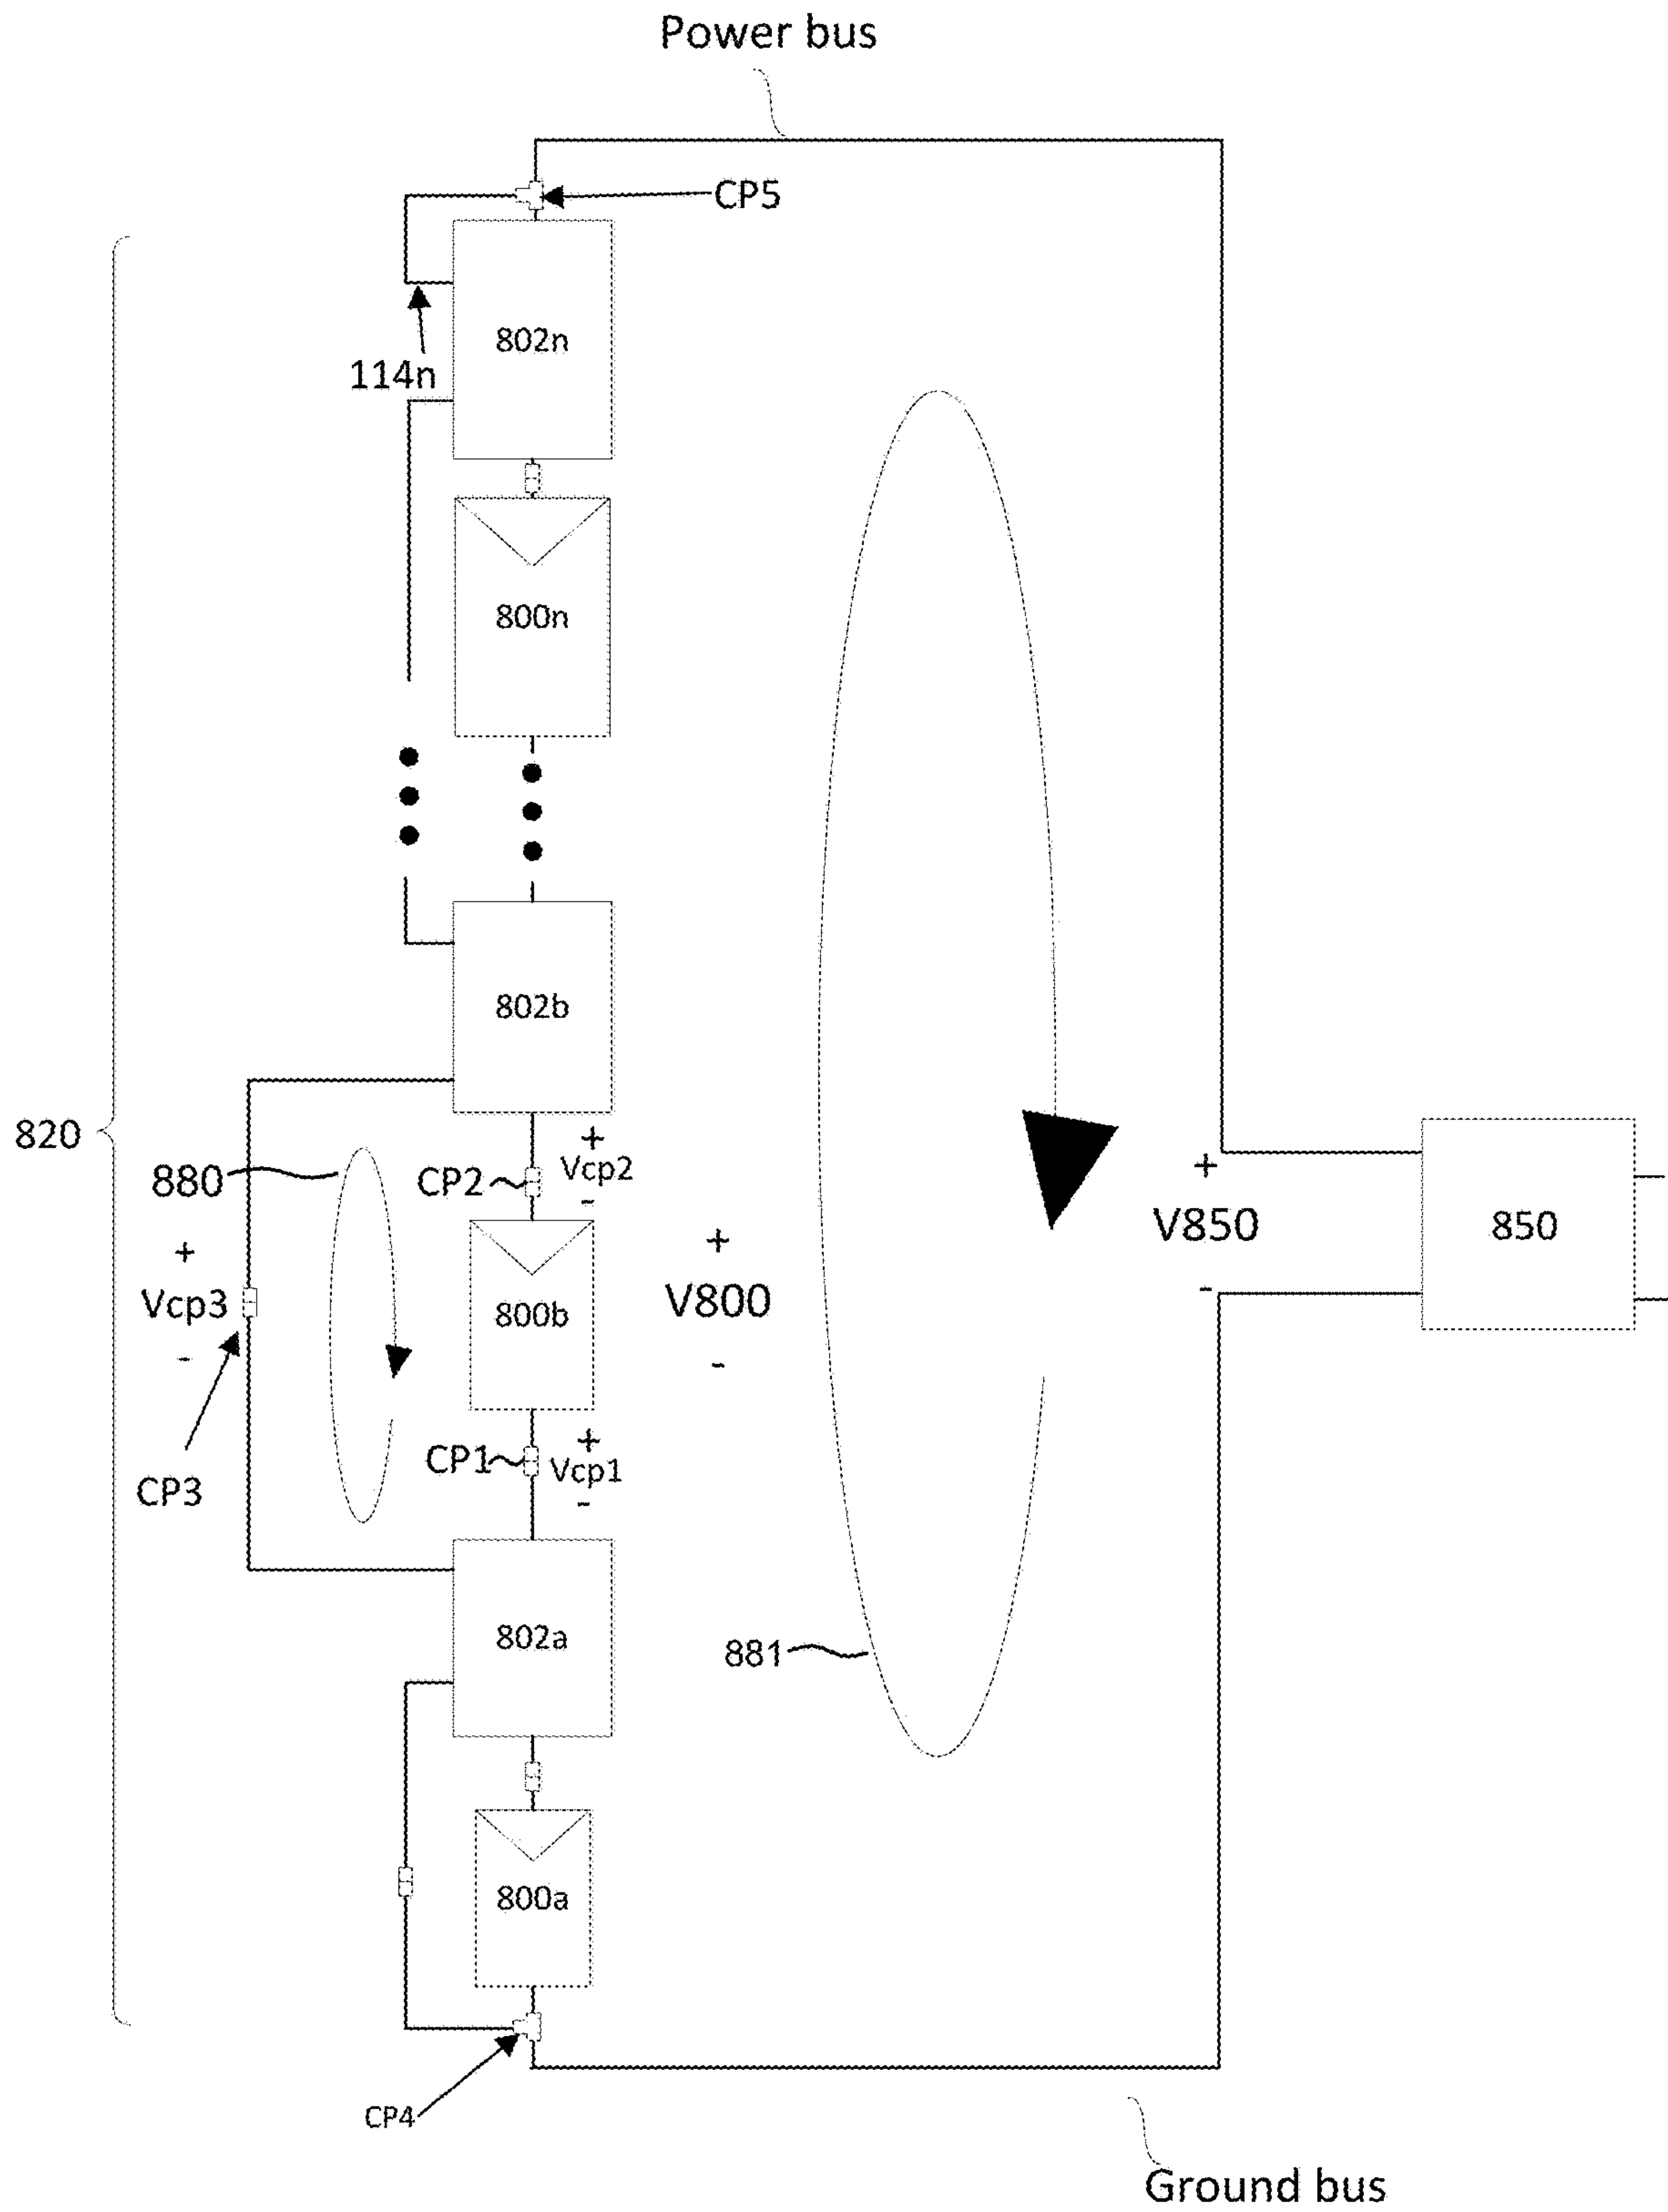 Power bus
CP5
802n
114n
800n
802b
820
+
880
CP2
Vcp2
-
+
+
+
V850
850
Vcp3
V800
800b
-
-
-
CP1
+
Vcp1
CP3
-
802a
881
800a
CP4
Ground bus